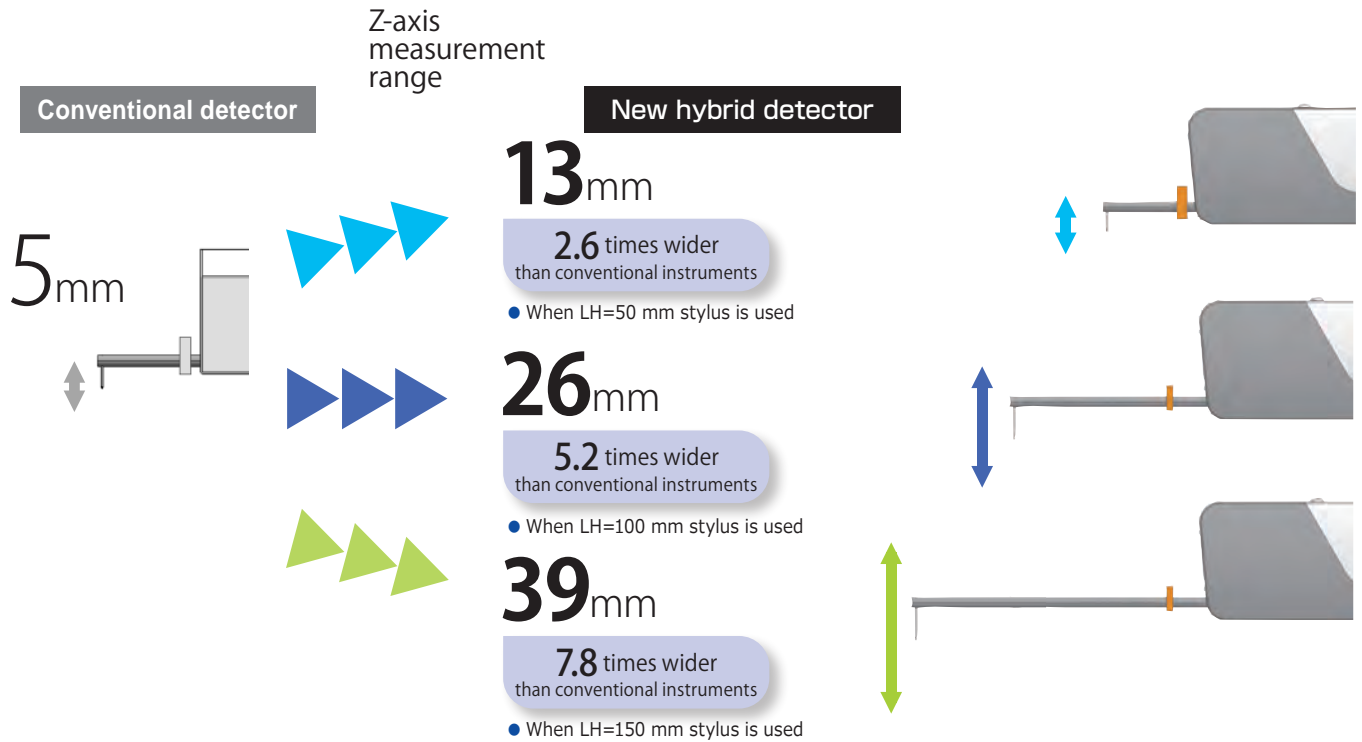 Z-axis
measurement
range
Conventional detector
New hybrid detector
5mm
13mm
2.6 times wider
than conventional instruments
● When LH=50 mm stylus is used
26mm
5.2 times wider
than conventional instruments
● When LH=100 mm stylus is used
39mm
7.8 times wider
than conventional instruments
● When LH=150 mm stylus is used